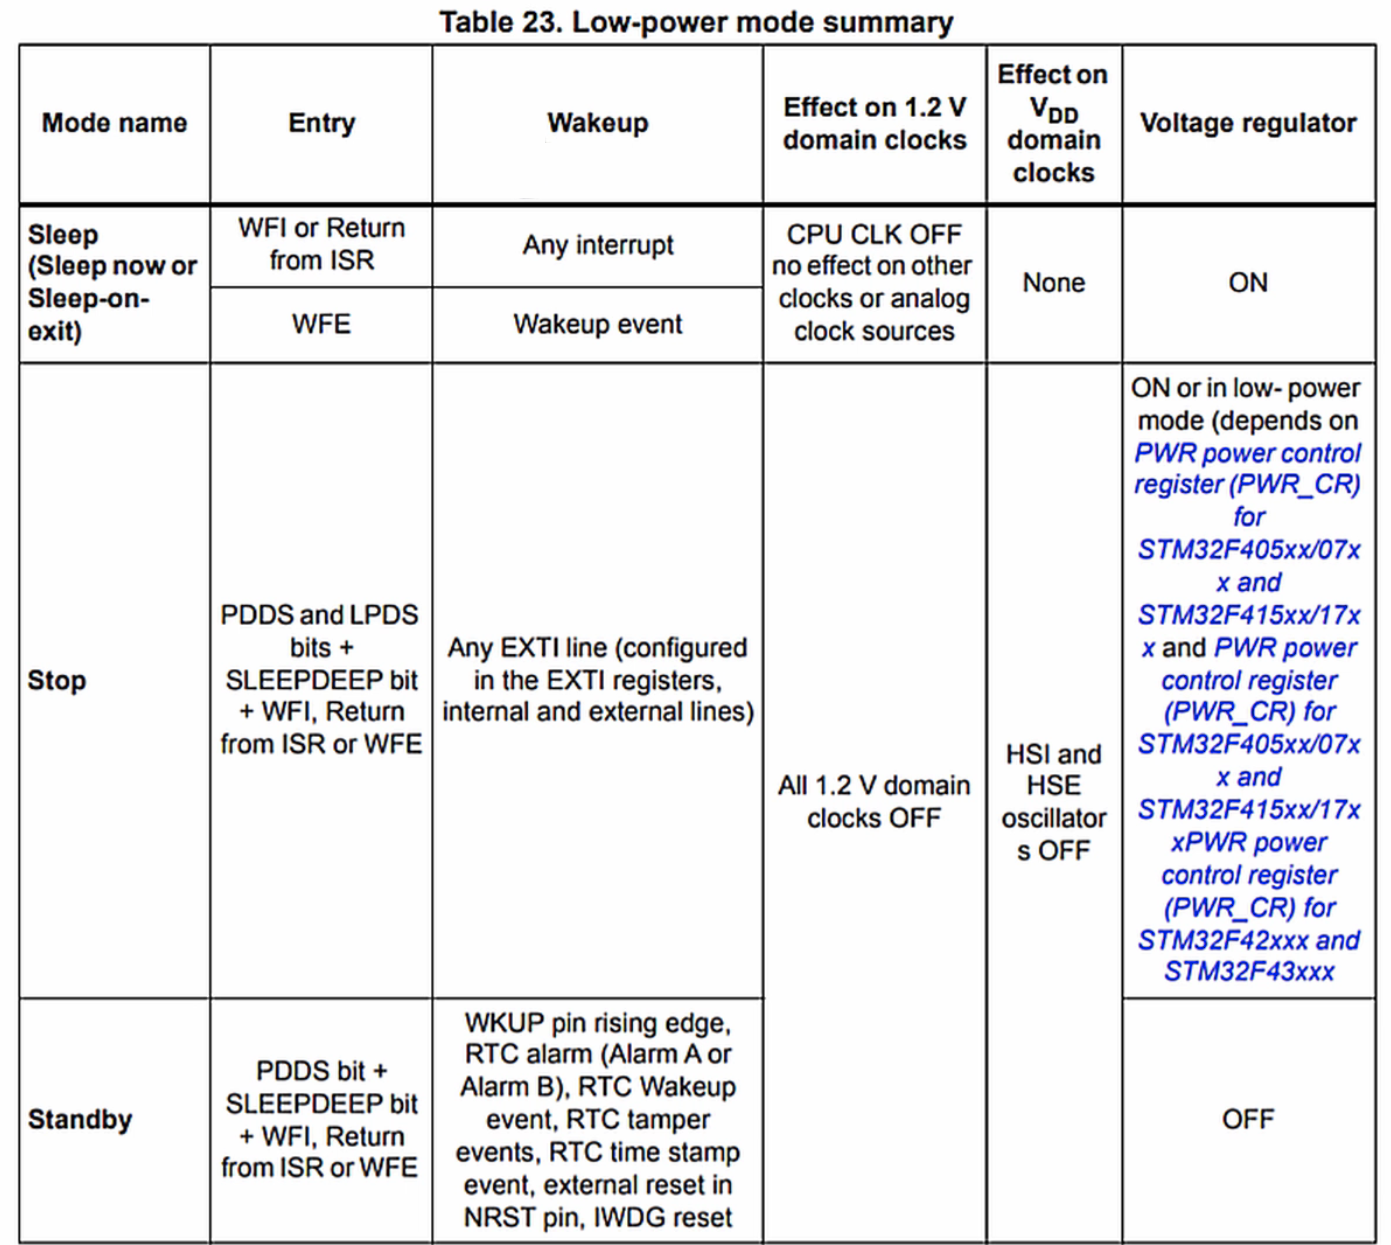 Table 23. Low-power mode summary
Mode name
Entry
Wakeup
Effect on 1.2 V
domain clocks
Effect on
VDD
domain
clocks
Voltage regulator
Sleep
(Sleep now or
Sleep-on-
exit)
WFI or Return
from ISR
Any interrupt
WFE
Wakeup event
CPU CLK OFF
no effect on other
clocks or analog
clock sources
None
ON
Stop
PDDS and LPDS
bits +
SLEEPDEEP bit
+ WFI, Return
from ISR or WFE
Any EXTI line (configured
in the EXTI registers,
internal and external lines)
All 1.2 V domain
clocks OFF
HSI and
HSE
oscillator
s OFF
ON or in low- power
mode (depends on
PWR power control
register (PWR_CR)
for
STM32F405xx/07x
x and
STM32F415xx/17x
x and PWR power
control register
(PWR_CR) for
STM32F405xx/07x
x and
STM32F415xx/17x
xPWR power
control register
(PWR_CR) for
STM32F42xxx and
STM32F43xxx
Standby
PDDS bit +
SLEEPDEEP bit
+ WFI, Return
from ISR or WFE
WKUP pin rising edge,
RTC alarm (Alarm A or
Alarm B), RTC Wakeup
event, RTC tamper
events, RTC time stamp
event, external reset in
NRST pin, IWDG reset
OFF